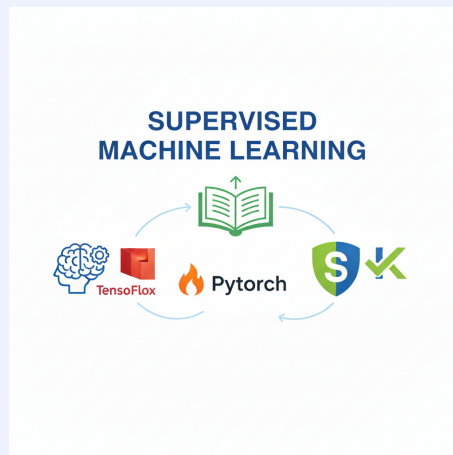 SUPERVISED
MACHINE LEARNING
TensoFlox
Pytorch
S
K